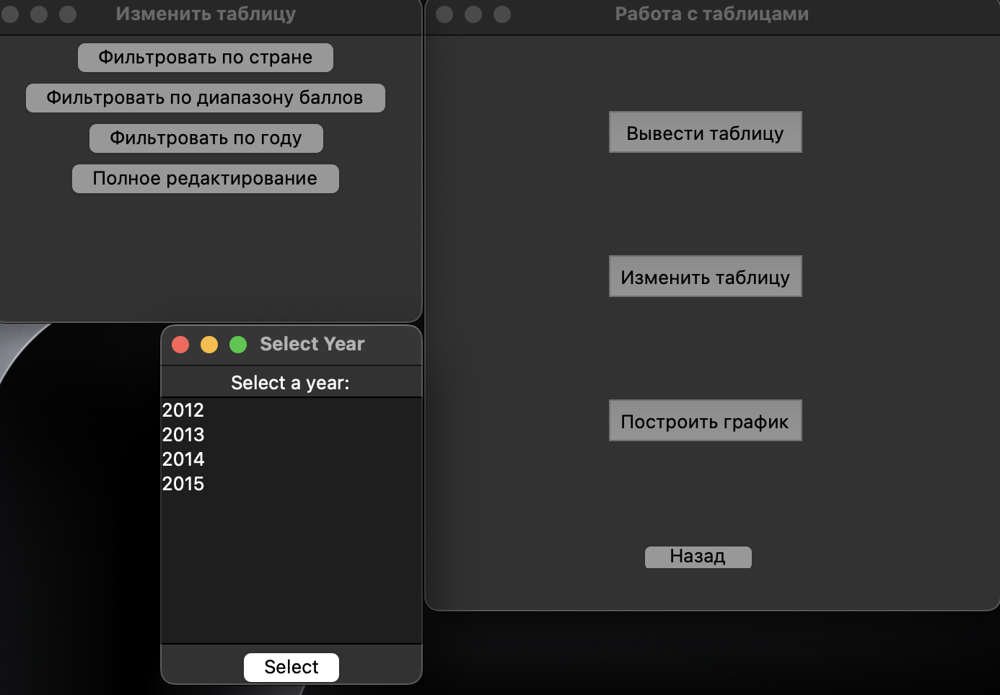 Изменить таблицу
Фильтровать по стране
Фильтровать по диапазону баллов
Фильтровать по году
Полное редактирование
Select Year
Select a year:
2012
2013
2014
2015
Select
Работа с таблицами
Вывести таблицу
Изменить таблицу
Построить график
Назад